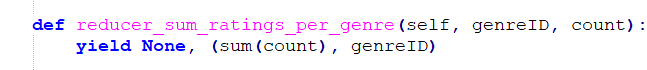 def reducer_sum_ratings_per_genre(self, genreID, count):
    yield None, (sum(count), genreID)